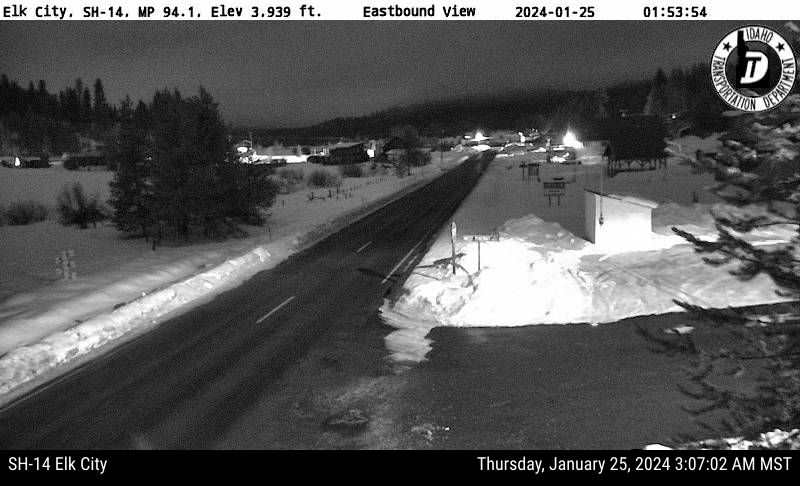 Elk City, SH-14, MP 94.1, Elev 3,939 ft. Eastbound View 2024-01-25 01:53:54
IDAHO TRANSPORTATION DEPARTMENT
SH-14 Elk City Thursday, January 25, 2024 3:07:02 AM MST